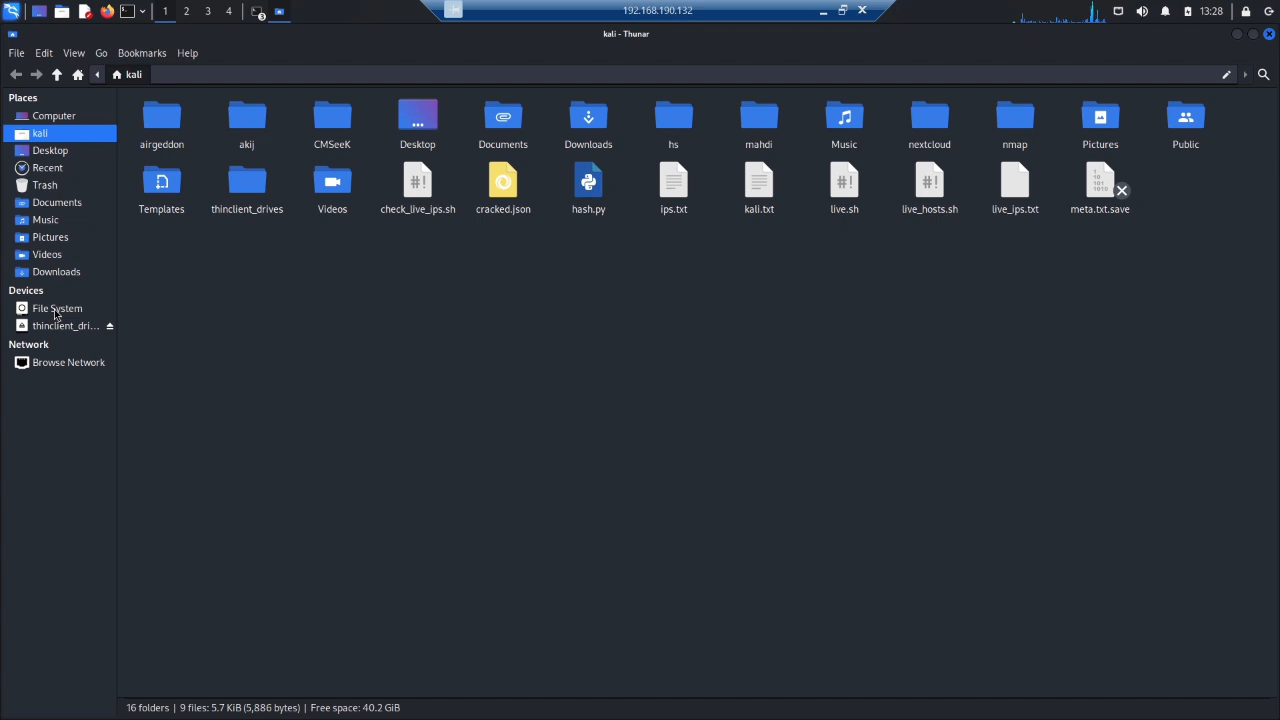 1 2 3 4 3 192.168.190.132 13:28
kali - Thunar
File Edit View Go Bookmarks Help
kali
Places
Computer
kali
Desktop
Recent
Trash
Documents
Music
Pictures
Videos
Downloads
Devices
File System
thinclient_dri...
Network
Browse Network
airgeddon akij CMSeeK Desktop Documents Downloads hs mahdi Music nextcloud nmap Pictures Public
Templates thinclient_drives Videos check_live_ips.sh cracked.json hash.py ips.txt kali.txt live.sh live_hosts.sh live_ips.txt meta.txt.save
16 folders | 9 files: 5.7 KiB (5,886 bytes) | Free space: 40.2 GiB